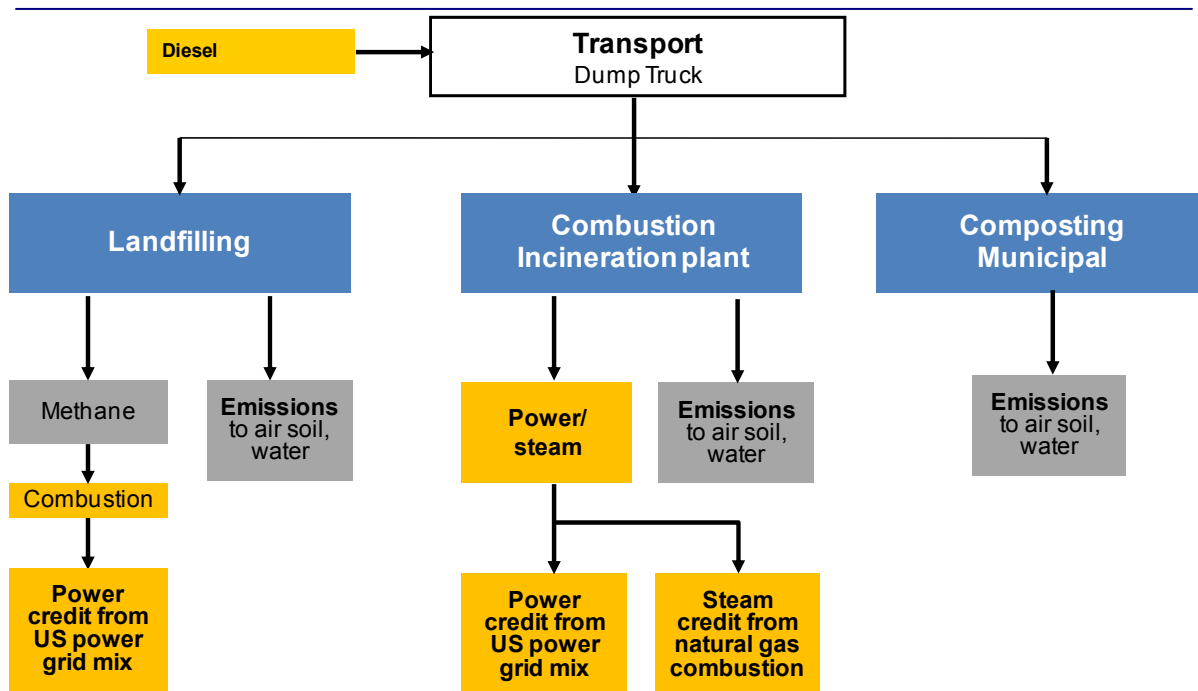 Diesel
Transport
Dump Truck
Landfilling
Combustion
Incineration plant
Composting
Municipal
Methane
Emissions
to air soil,
water
Power/
steam
Emissions
to air soil,
water
Emissions
to air soil,
water
Combustion
Power
credit from
US power
grid mix
Power
credit from
US power
grid mix
Steam
credit from
natural gas
combustion